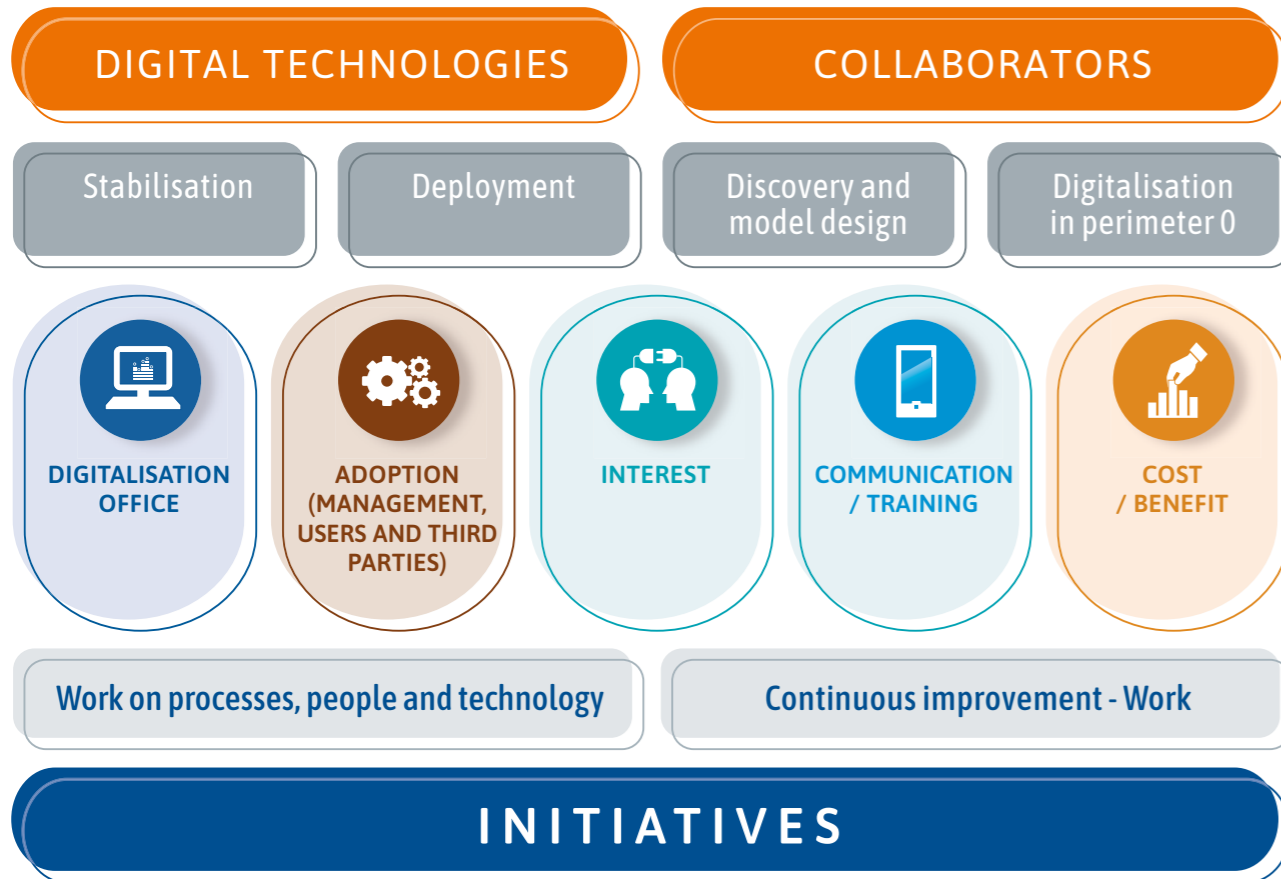 DIGITAL TECHNOLOGIES
COLLABORATORS
Stabilisation
Deployment
Discovery and
model design
Digitalisation
in perimeter 0
DIGITALISATION
OFFICE
ADOPTION
(MANAGEMENT,
USERS AND THIRD
PARTIES)
INTEREST
COMMUNICATION
/ TRAINING
COST
/ BENEFIT
Work on processes, people and technology
Continuous improvement - Work
INITIATIVES